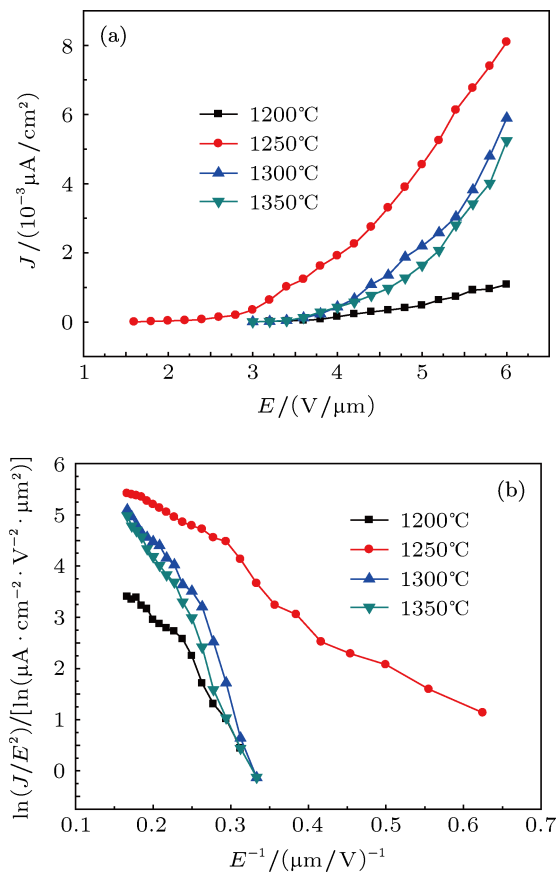 (a)
8
6
4
2
0
J/(10⁻³μA/cm²)
1200℃
1250℃
1300℃
1350℃
1 2 3 4 5 6
E/(V/μm)
(b)
6
5
4
3
2
1
0
ln(J/E²)/[ln(μA·cm⁻²·V⁻²·μm²)]
1200℃
1250℃
1300℃
1350℃
0.1 0.2 0.3 0.4 0.5 0.6 0.7
E⁻¹/(μm/V)⁻¹